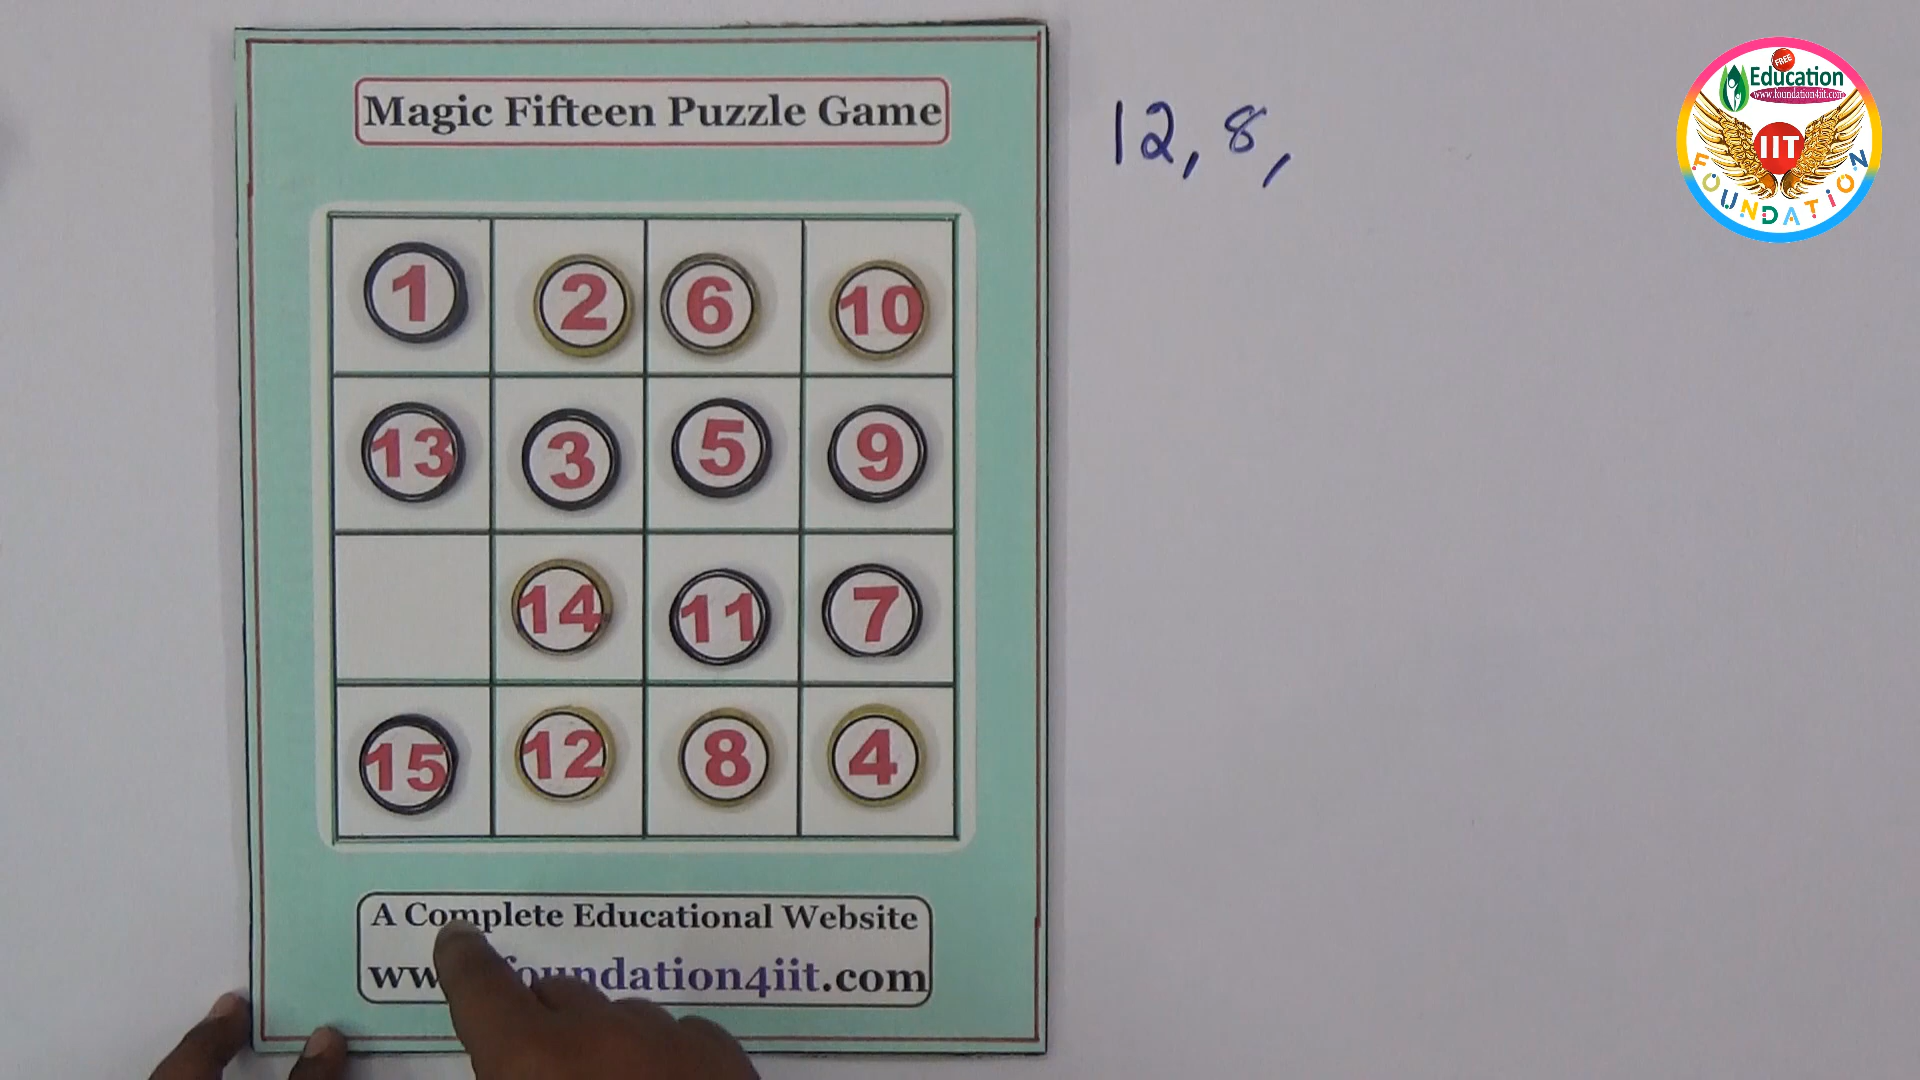 Magic Fifteen Puzzle Game
12, 8,
FREE
Education
www.foundation4iit.com
IIT
FOUNDATION
1 2 6 10
13 3 5 9
14 11 7
15 12 8 4
A Complete Educational Website
foundation4iit.com